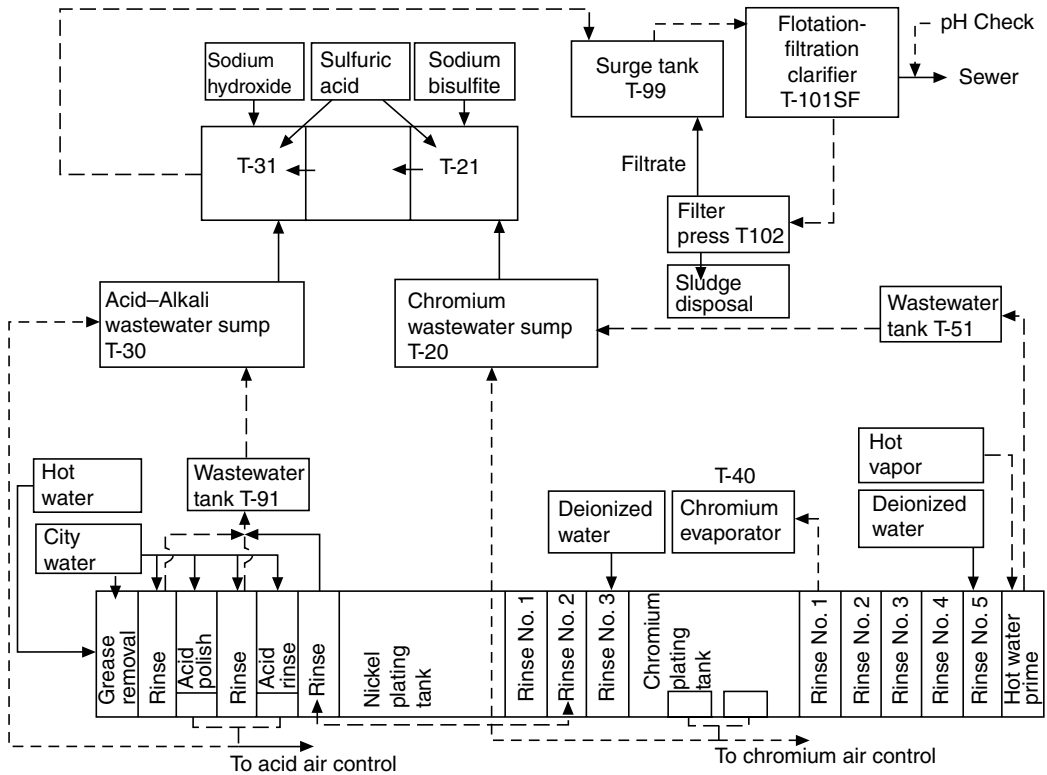 Sodium
hydroxide
Sulfuric
acid
Sodium
bisulfite
Surge tank
T-99
Flotation-
filtration
clarifier
T-101SF
pH Check
Sewer
T-31
T-21
Filtrate
Filter
press T102
Sludge
disposal
Acid–Alkali
wastewater sump
T-30
Chromium
wastewater sump
T-20
Wastewater
tank T-51
Hot
water
Wastewater
tank T-91
City
water
Deionized
water
T-40
Chromium
evaporator
Hot
vapor
Deionized
water
Grease
removal
Rinse
Acid
polish
Rinse
Acid
rinse
Rinse
Nickel
plating
tank
Rinse No. 1
Rinse No. 2
Rinse No. 3
Chromium
plating
tank
Rinse No. 1
Rinse No. 2
Rinse No. 3
Rinse No. 4
Rinse No. 5
Hot water
prime
To acid air control
To chromium air control